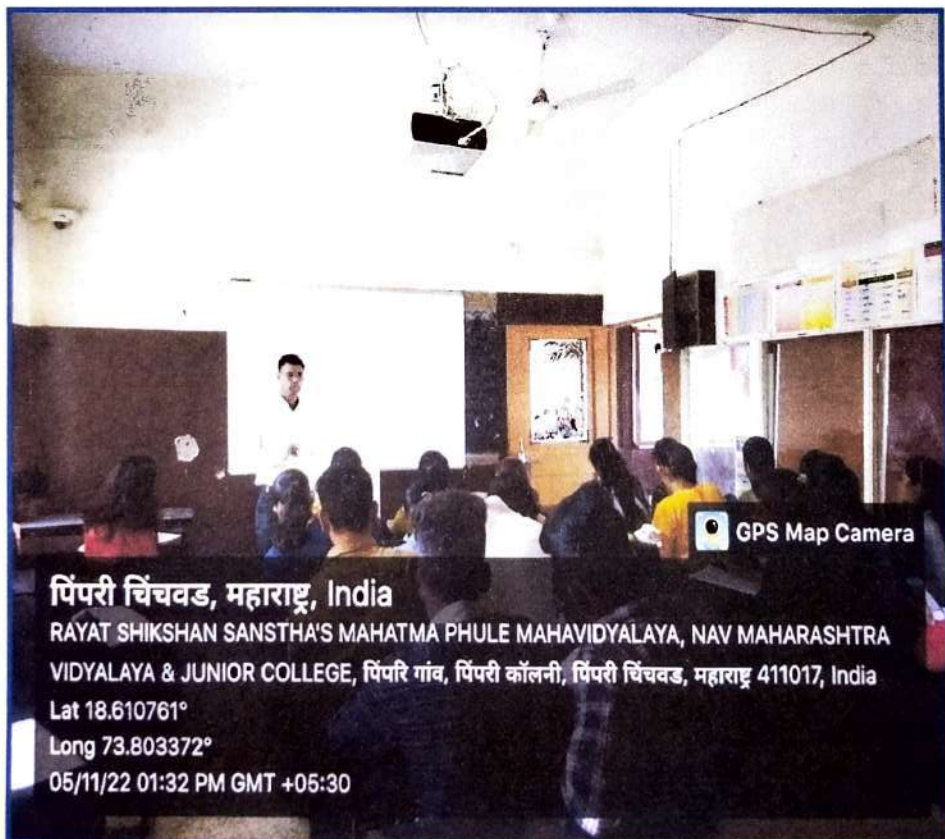 GPS Map Camera
पिंपरी चिंचवड, महाराष्ट्र, India
RAYAT SHIKSHAN SANSTHA'S MAHATMA PHULE MAHAVIDYALAYA, NAV MAHARASHTRA
VIDYALAYA & JUNIOR COLLEGE, पिंपरि गांव, पिंपरी कॉलनी, पिंपरी चिंचवड, महाराष्ट्र 411017, India
Lat 18.610761°
Long 73.803372°
05/11/22 01:32 PM GMT +05:30